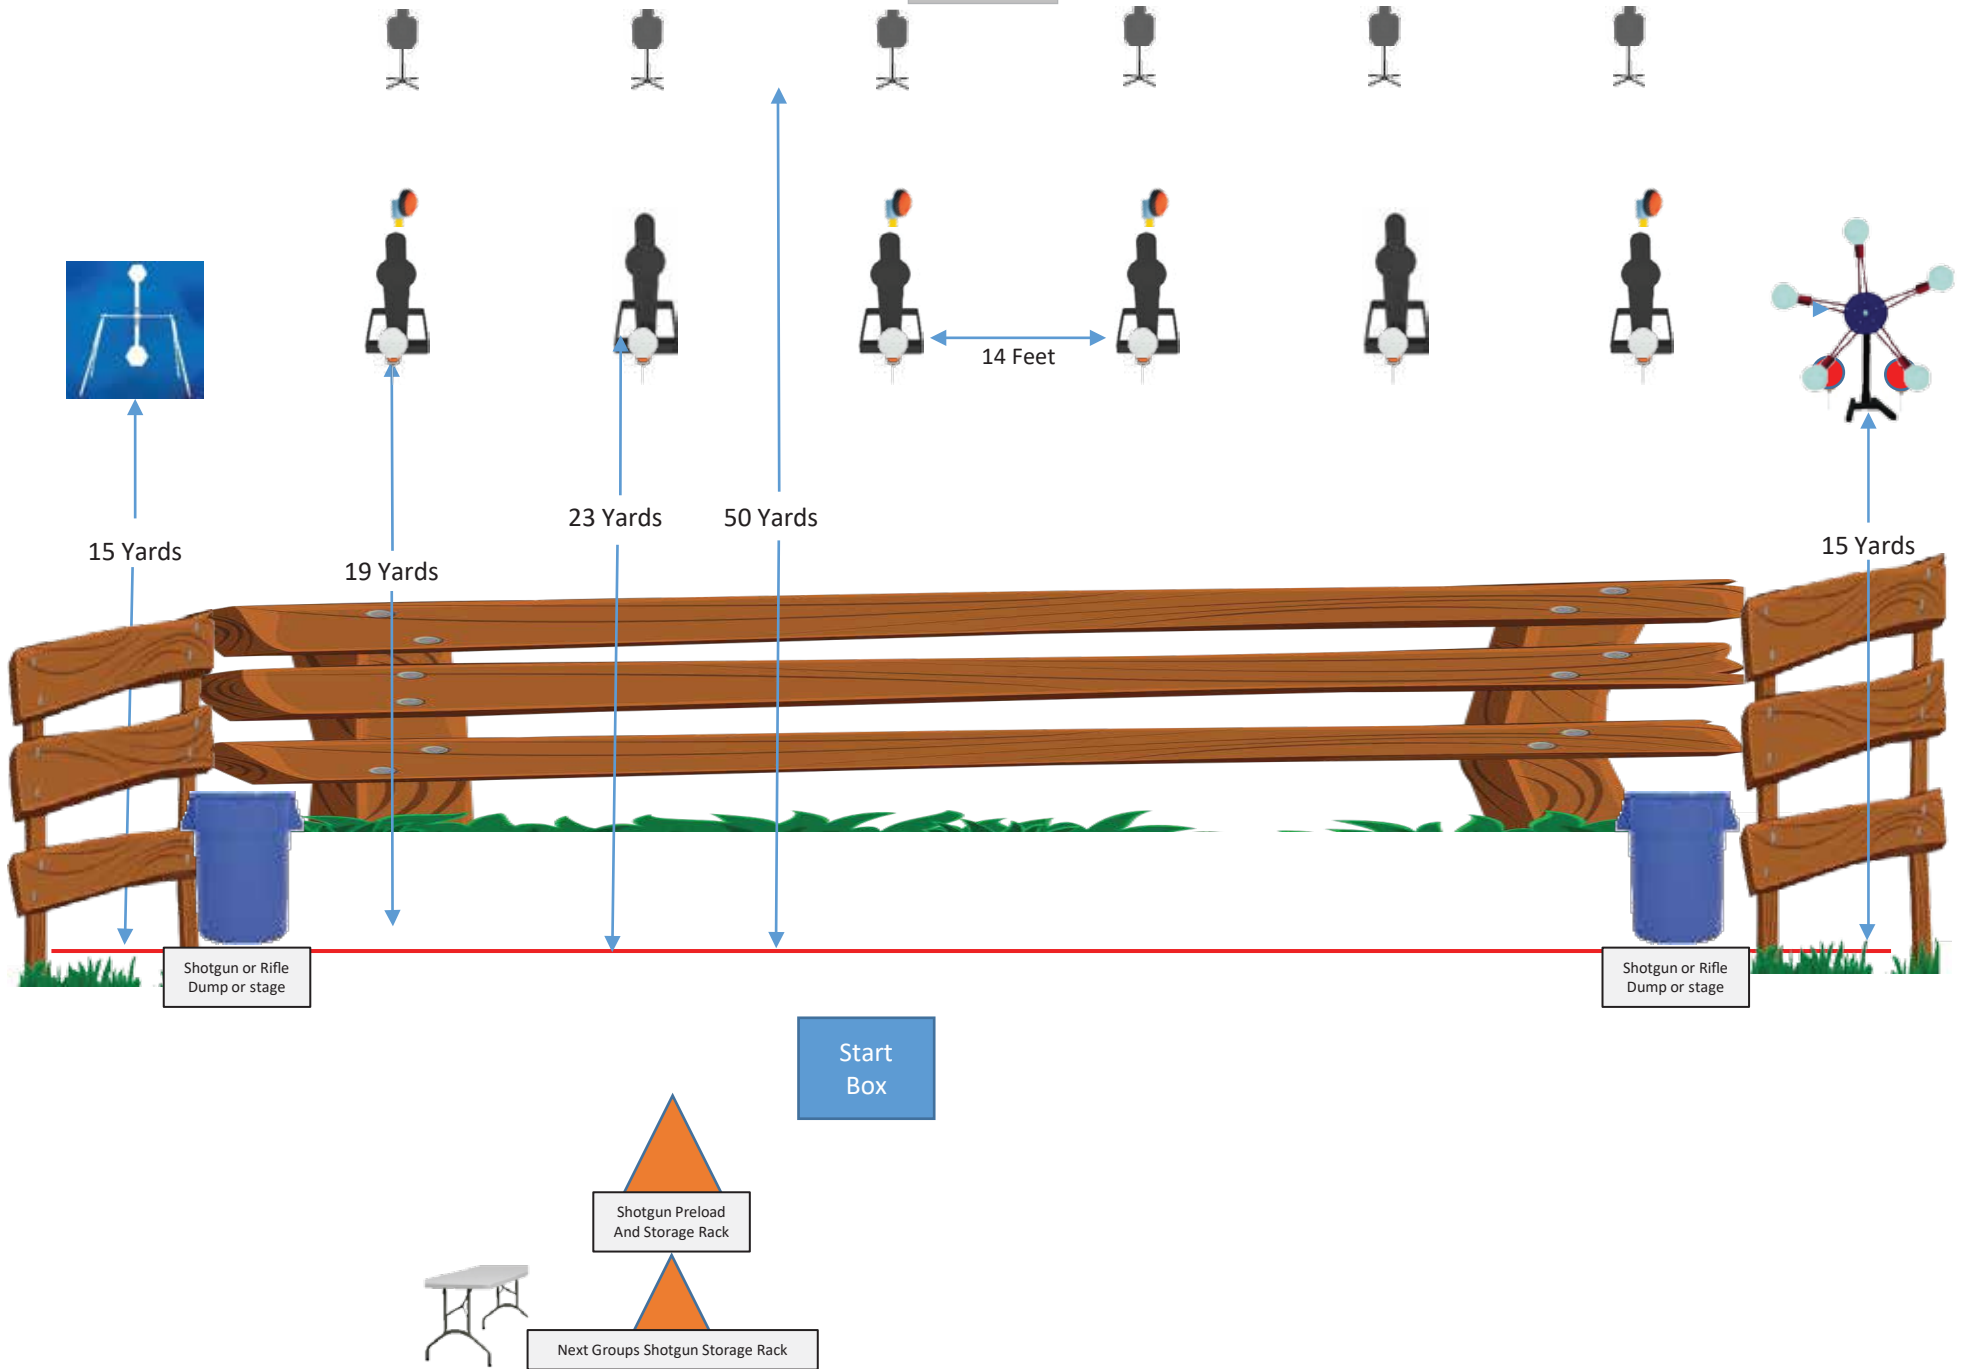 14 Feet
23 Yards
50 Yards
15 Yards
15 Yards
19 Yards
Shotgun or Rifle
Dump or stage
Shotgun or Rifle
Dump or stage
Start
Box
Shotgun Preload
And Storage Rack
Next Groups Shotgun Storage Rack